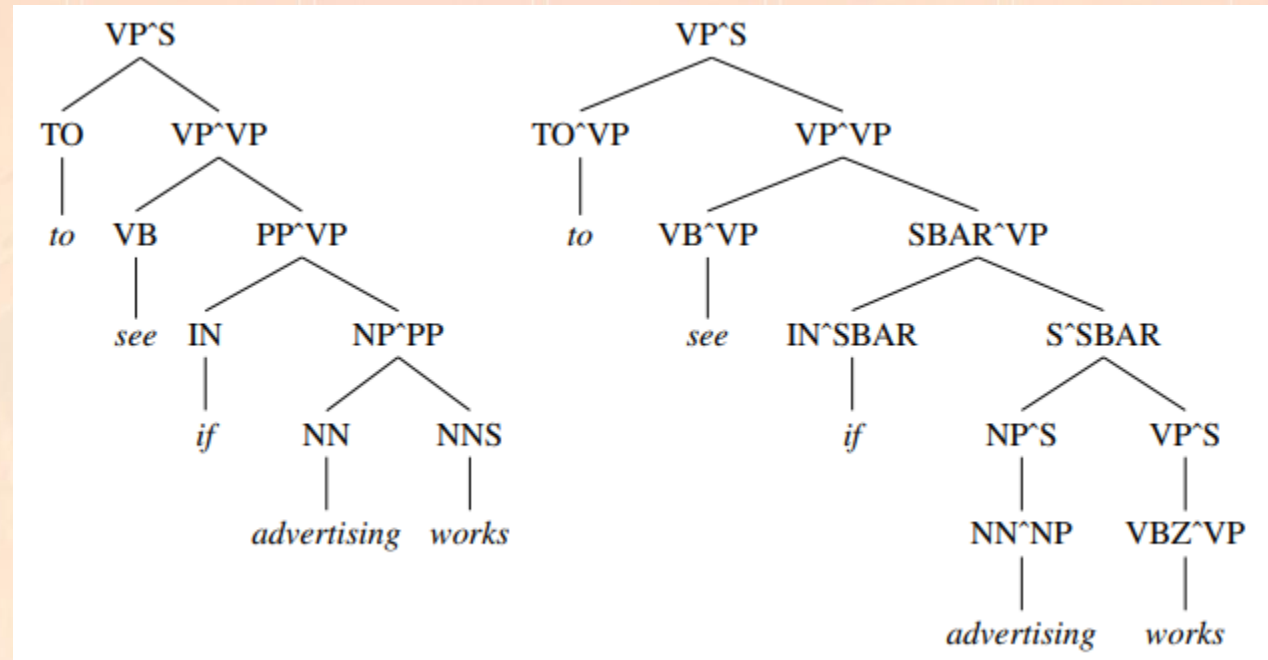 VP^S VP^S
TO VP^VP TO^VP VP^VP
to VB PP^VP to VB^VP SBAR^VP
see IN NP^PP see IN^SBAR S^SBAR
if NN NNS if NP^S VP^S
advertising works NN^NP VBZ^VP
advertising works